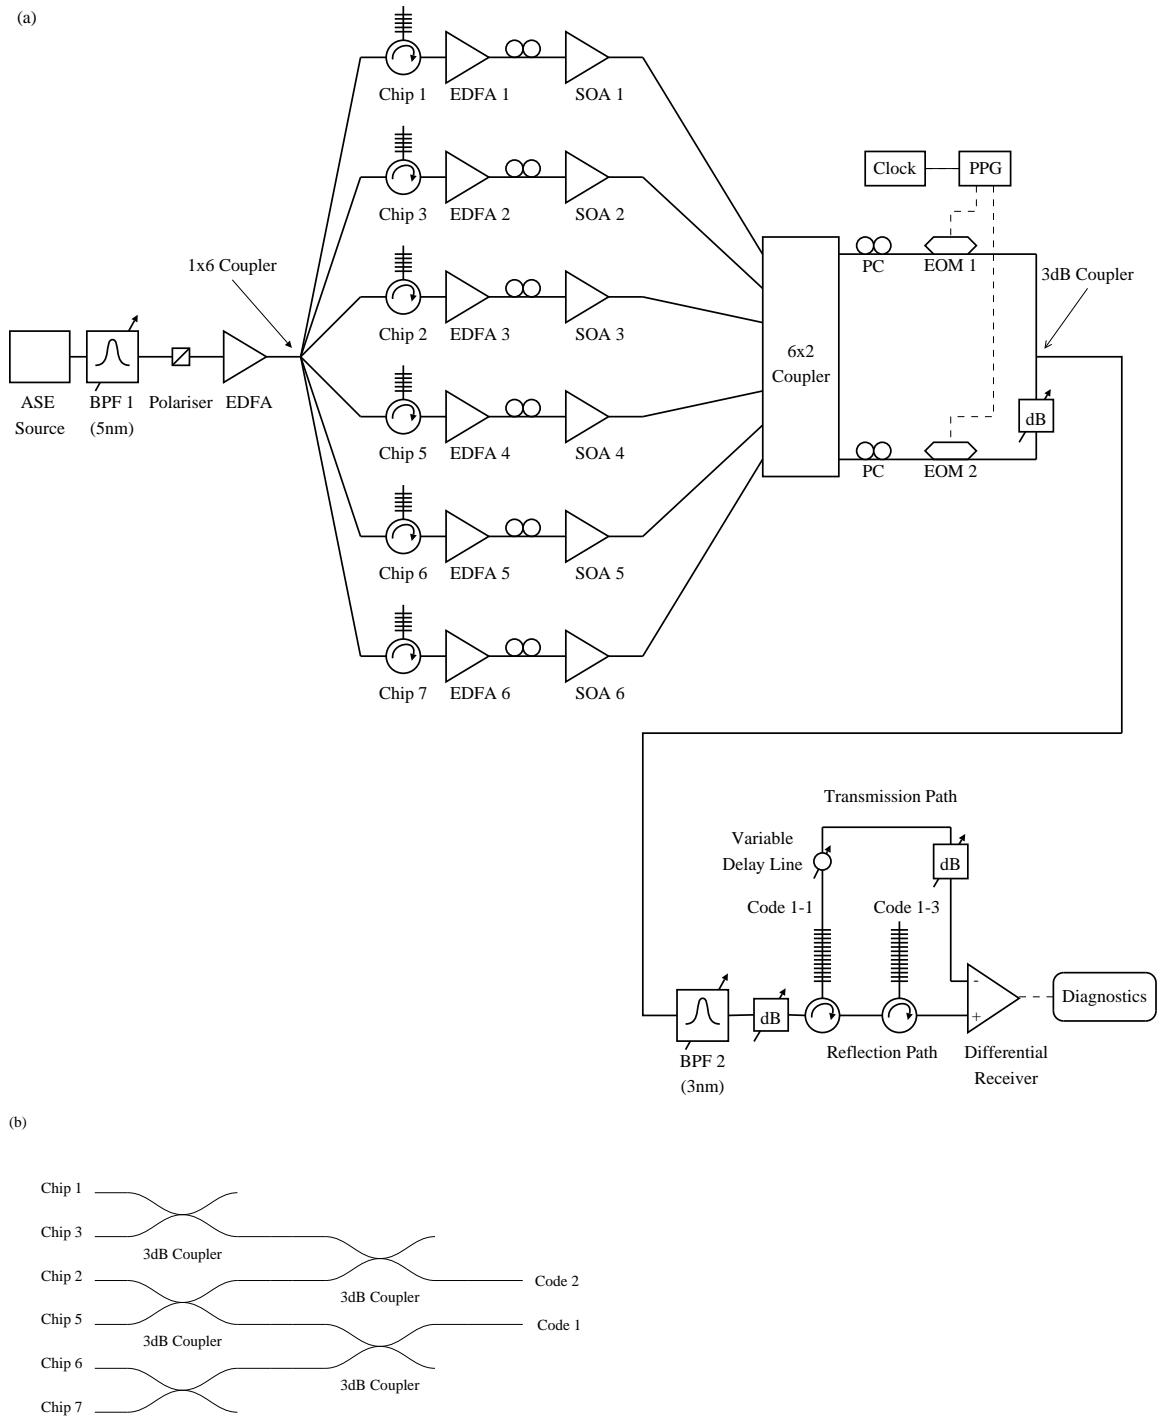 (a)
Chip 1
EDFA 1
SOA 1
Chip 3
EDFA 2
SOA 2
Clock
PPG
1x6 Coupler
PC
EOM 1
3dB Coupler
Chip 2
EDFA 3
SOA 3
6x2
Coupler
ASE
Source
BPF 1
(5nm)
Polariser
EDFA
dB
Chip 5
EDFA 4
SOA 4
PC
EOM 2
Chip 6
EDFA 5
SOA 5
Chip 7
EDFA 6
SOA 6
Transmission Path
Variable
Delay Line
dB
Code 1-1
Code 1-3
-
+
Diagnostics
dB
BPF 2
(3nm)
Reflection Path
Differential
Receiver
(b)
Chip 1
Chip 3
3dB Coupler
Chip 2
Code 2
3dB Coupler
Chip 5
Code 1
3dB Coupler
Chip 6
3dB Coupler
Chip 7